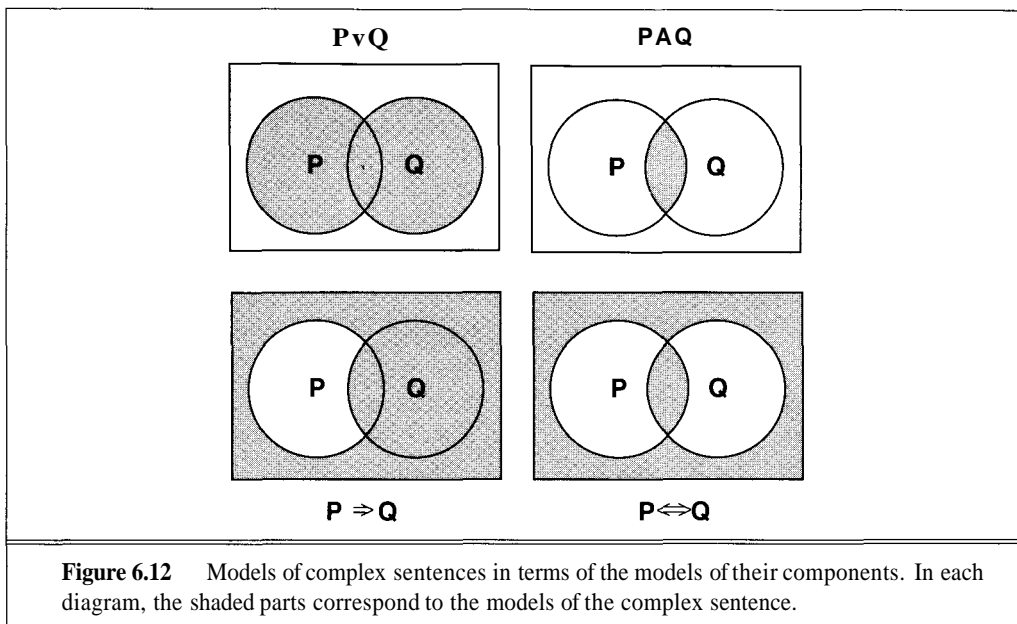 PvQ PAQ
P Q P Q
P Q P Q
P ⇒ Q P⇔Q
Figure 6.12 Models of complex sentences in terms of the models of their components. In each
diagram, the shaded parts correspond to the models of the complex sentence.